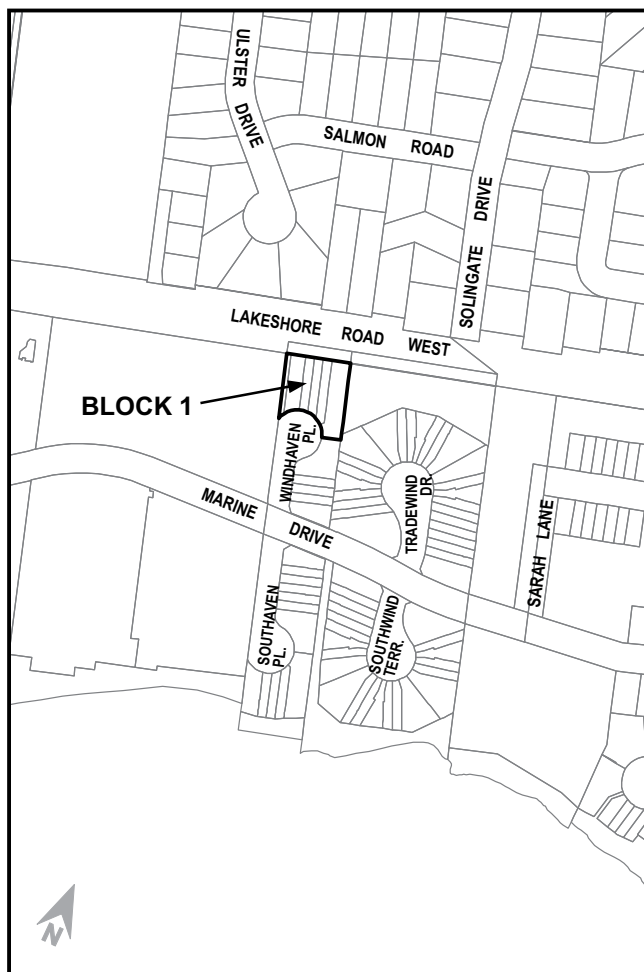 ULSTER
DRIVE
SALMON ROAD
SOLINGATE DRIVE
LAKESHORE ROAD WEST
BLOCK 1
WINDHAVEN
PL.
TRADEWIND
DR.
MARINE DRIVE
SARAH LANE
SOUTHAVEN
PL.
SOUTHWIND
TERR.
N